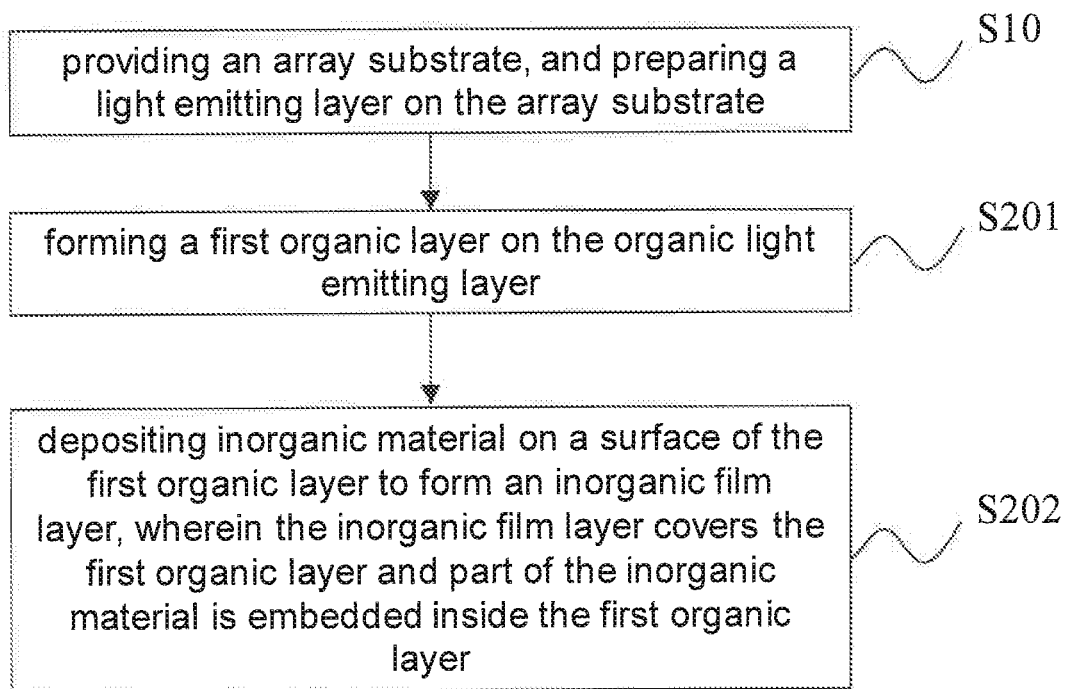 S10
providing an array substrate, and preparing a
light emitting layer on the array substrate
S201
forming a first organic layer on the organic light
emitting layer
depositing inorganic material on a surface of the
first organic layer to form an inorganic film
layer, wherein the inorganic film layer covers the
first organic layer and part of the inorganic
material is embedded inside the first organic
layer
S202